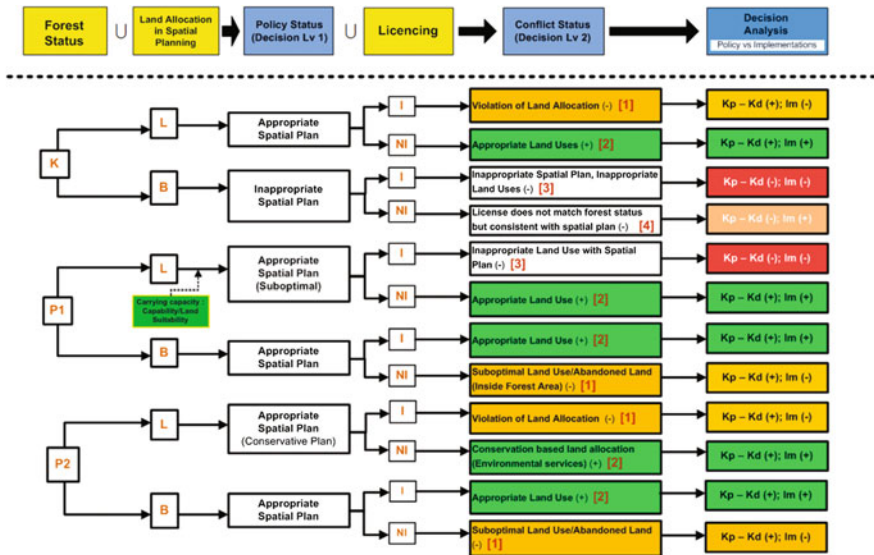 Forest
Status
U
Land Allocation
in Spatial
Planning
Policy Status
(Decision Lv 1)
U
Licencing
Conflict Status
(Decision Lv 2)
Decision
Analysis
Policy vs Implementations
K
L
Appropriate
Spatial Plan
I
Violation of Land Allocation (-) [1]
Kp – Kd (+); Im (-)
NI
Appropriate Land Uses (+) [2]
Kp – Kd (+); Im (+)
B
Inappropriate
Spatial Plan
I
Inappropriate Spatial Plan, Inappropriate
Land Uses (-) [3]
Kp – Kd (-); Im (-)
NI
License does not match forest status
but consistent with spatial plan (-) [4]
Kp – Kd (-); Im (+)
P1
L
Carrying capacity :
Capability/Land
Suitability
Appropriate
Spatial Plan
(Suboptimal)
I
Inappropriate Land Use with Spatial
Plan (-) [3]
Kp – Kd (-); Im (-)
NI
Appropriate Land Use (+) [2]
Kp – Kd (+); Im (+)
B
Appropriate
Spatial Plan
I
Appropriate Land Use (+) [2]
Kp – Kd (+); Im (+)
NI
Suboptimal Land Use/Abandoned Land
(Inside Forest Area) (-) [1]
Kp – Kd (+); Im (-)
P2
L
Appropriate
Spatial Plan
(Conservative Plan)
I
Violation of Land Allocation (-) [1]
Kp – Kd (+); Im (-)
NI
Conservation based land allocation
(Environmental services) (+) [2]
Kp – Kd (+); Im (+)
B
Appropriate
Spatial Plan
I
Appropriate Land Use (+) [2]
Kp – Kd (+); Im (+)
NI
Suboptimal Land Use/Abandoned Land
(-) [1]
Kp – Kd (+); Im (-)